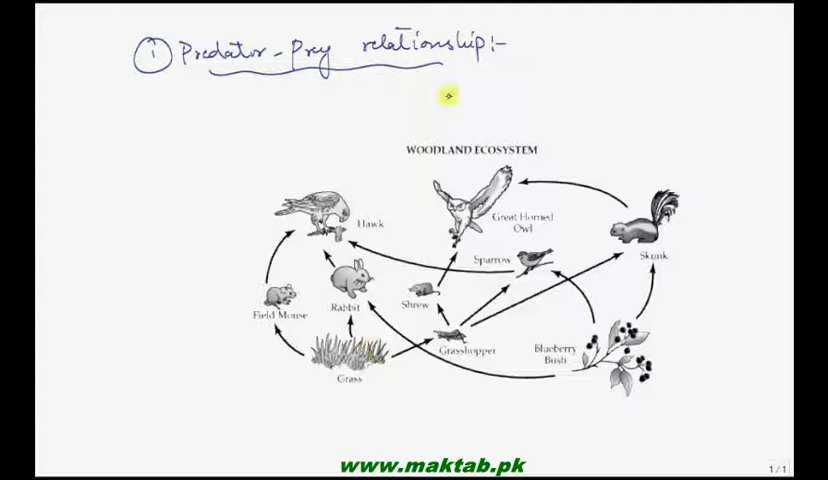 ① Predator - Prey relationship:-
WOODLAND ECOSYSTEM
Hawk
Great Horned
Owl
Sparrow
Skunk
Rabbit
Shrew
Field Mouse
Grasshopper
Blueberry
Bush
Grass
www.maktab.pk
1/1